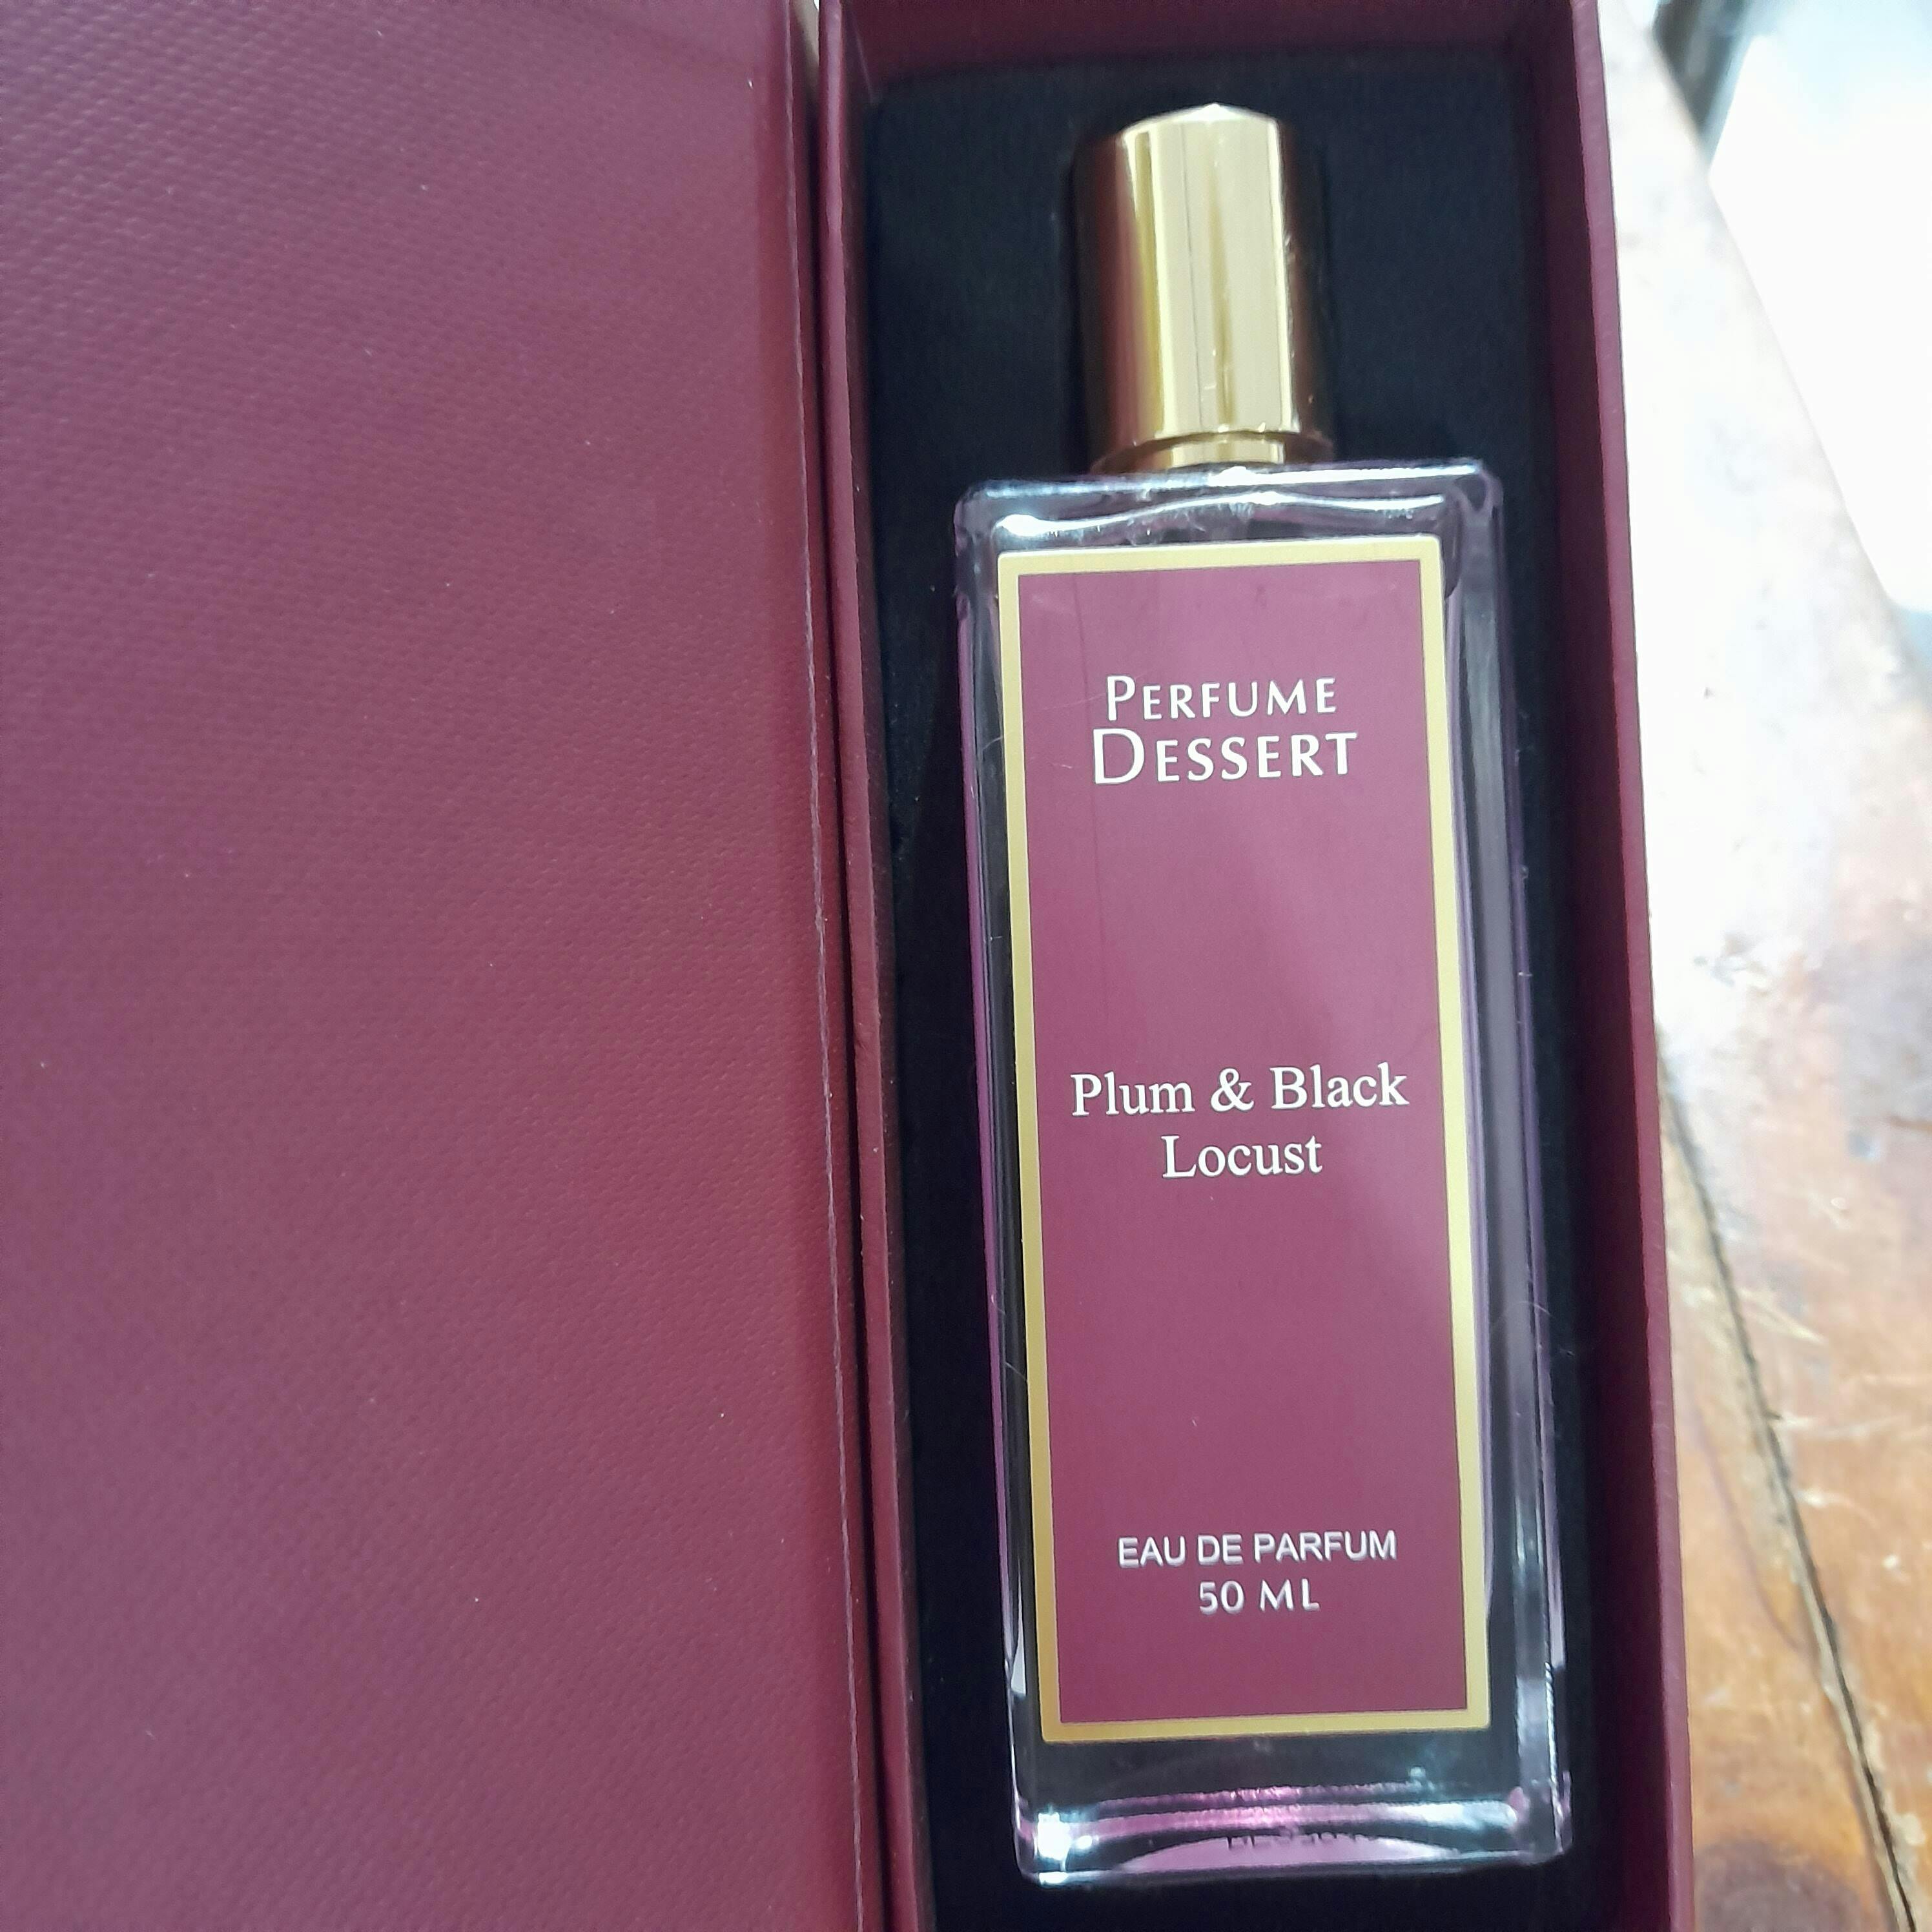 PERFUME
DESSERT
Plum & Black
Locust
EAU DE PARFUM
50 ML